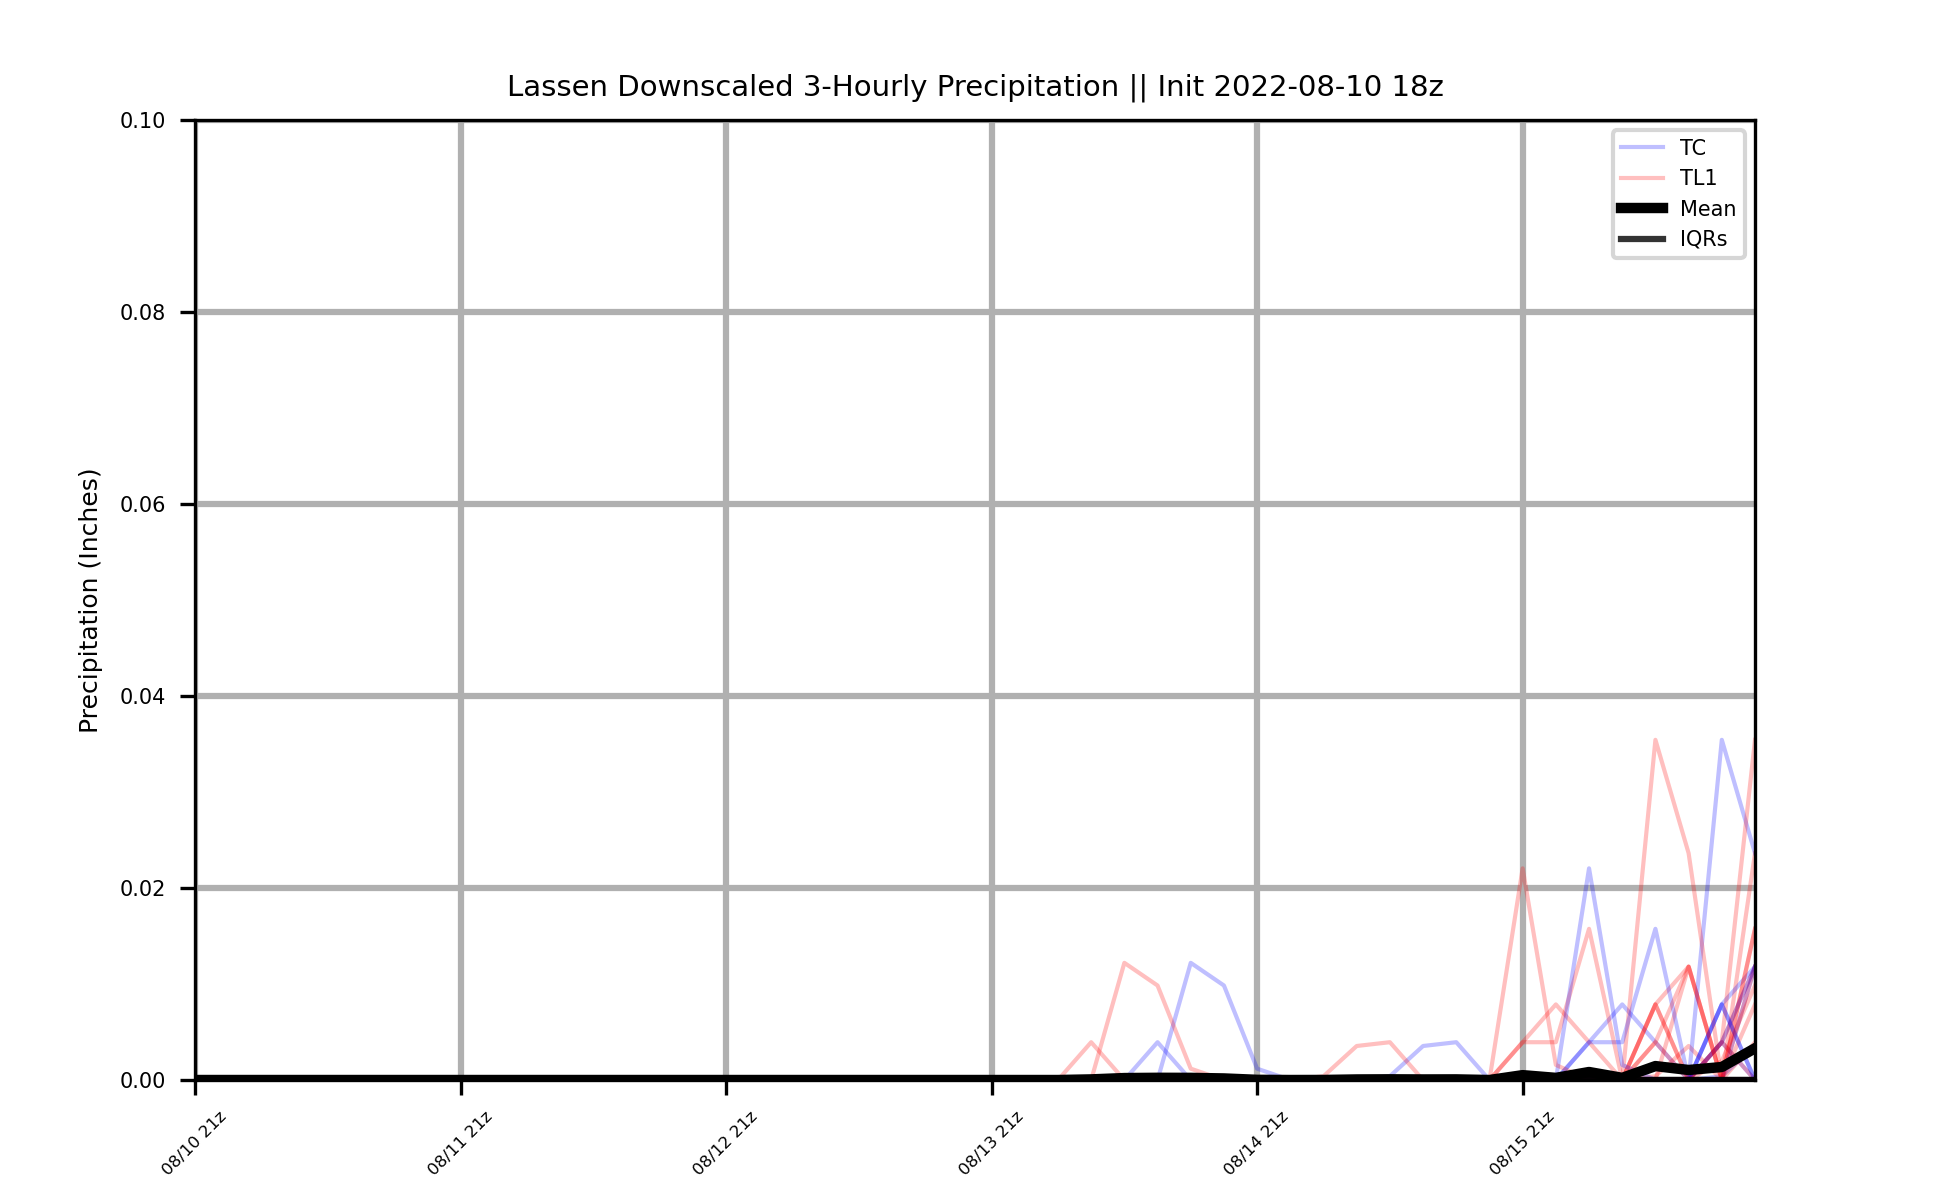 Lassen Downscaled 3-Hourly Precipitation || Init 2022-08-10 18z
0.10
0.08
0.06
0.04
0.02
0.00
Precipitation (Inches)
TC
TL1
Mean
IQRs
08/10 21z
08/11 21z
08/12 21z
08/13 21z
08/14 21z
08/15 21z